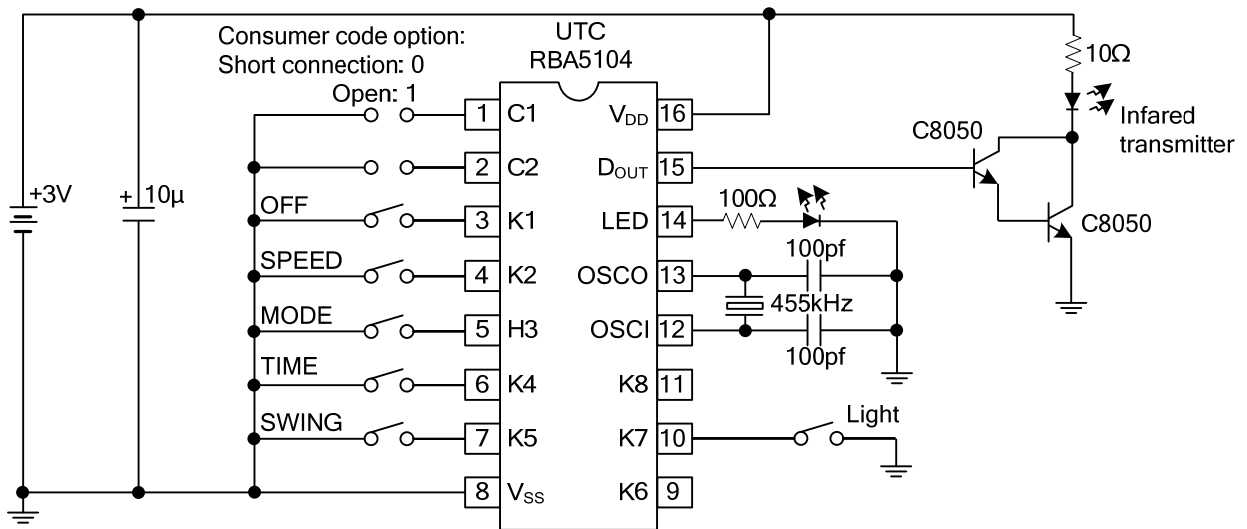 UTC
RBA5104
Consumer code option:
Short connection: 0
Open: 1
+3V
+ 10μ
OFF
SPEED
MODE
TIME
SWING
1 C1
2 C2
3 K1
4 K2
5 H3
6 K4
7 K5
8 VSS
VDD 16
DOUT 15
LED 14
OSCO 13
OSCI 12
K8 11
K7 10
K6 9
100Ω
100pf
455kHz
100pf
Light
10Ω
Infared
transmitter
C8050
C8050